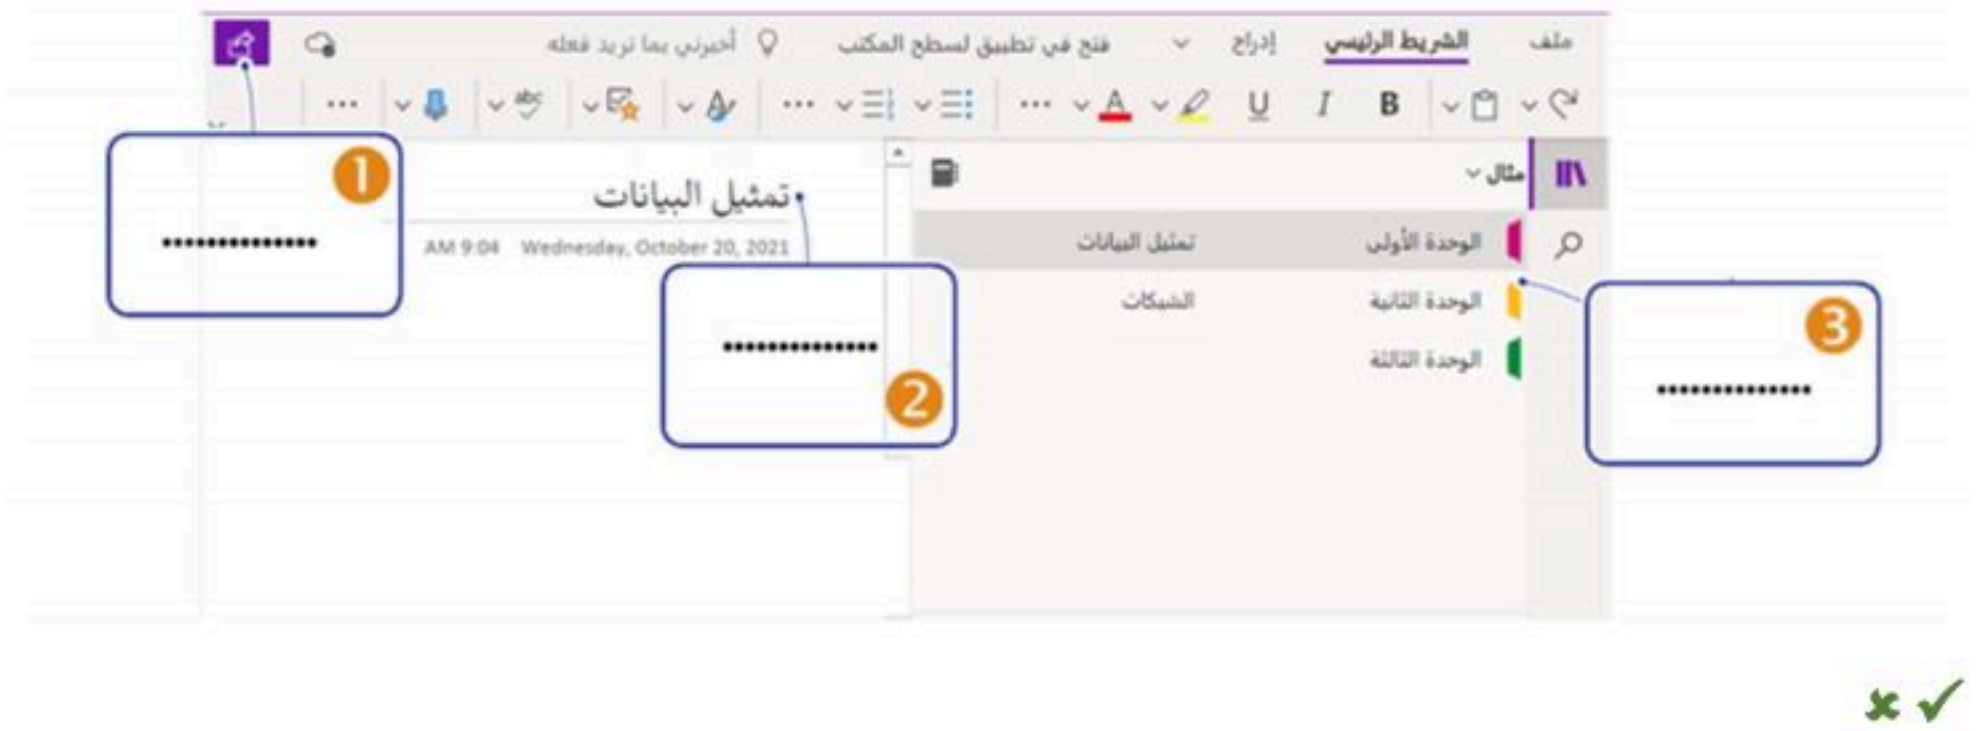 ملف الشريط الرئيسي إدراج فتح في تطبيق لسطح المكتب أخبرني بما تريد فعله
B I U A abc
مثال
تمثيل البيانات
Wednesday, October 20, 2021 9:04 AM
الوحدة الأولى تمثيل البيانات
الوحدة الثانية الشبكات
الوحدة الثالثة
1
..............
2
..............
3
..............